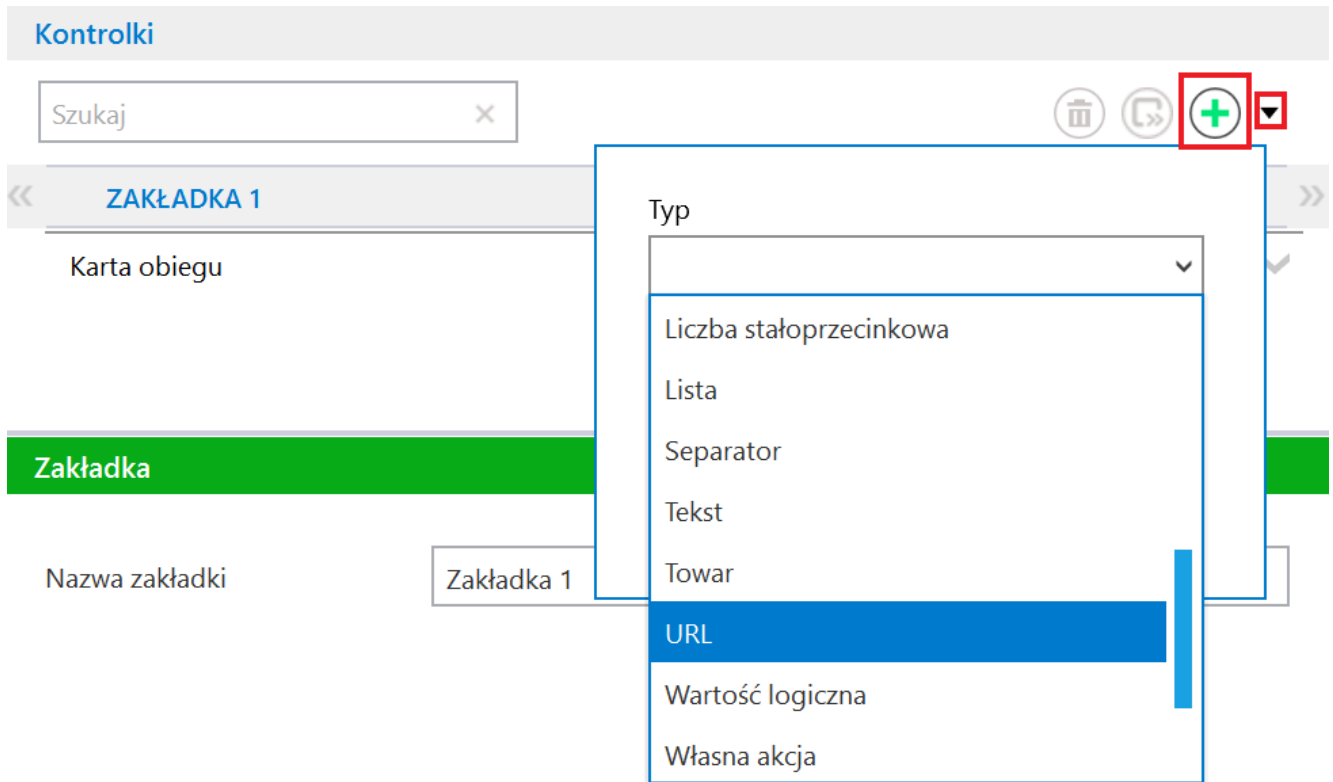 Kontrolki
Szukaj
ZAKŁADKA 1
Karta obiegu
Typ
Liczba stałoprzecinkowa
Lista
Separator
Tekst
Towar
URL
Wartość logiczna
Własna akcja
Zakładka
Nazwa zakładki
Zakładka 1